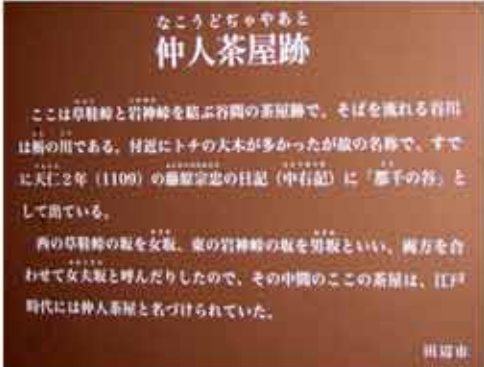 なこうどぢゃやあと
仲人茶屋跡
ここは草鞋峠と岩神峠を結ぶ谷間の茶屋跡で、そばを流れる谷川
は栃の川である。付近にトチの大木が多かったが故の名称で、すで
に天仁2年（1109）の藤原宗忠の日記（中右記）に「都千の谷」と
して出ている。
西の草鞋峠の坂を女坂、東の岩神峠の坂を男坂といい、両方を合
わせて女夫坂と呼んだりしたので、その中間のここの茶屋は、江戸
時代には仲人茶屋と名づけられていた。
田辺市